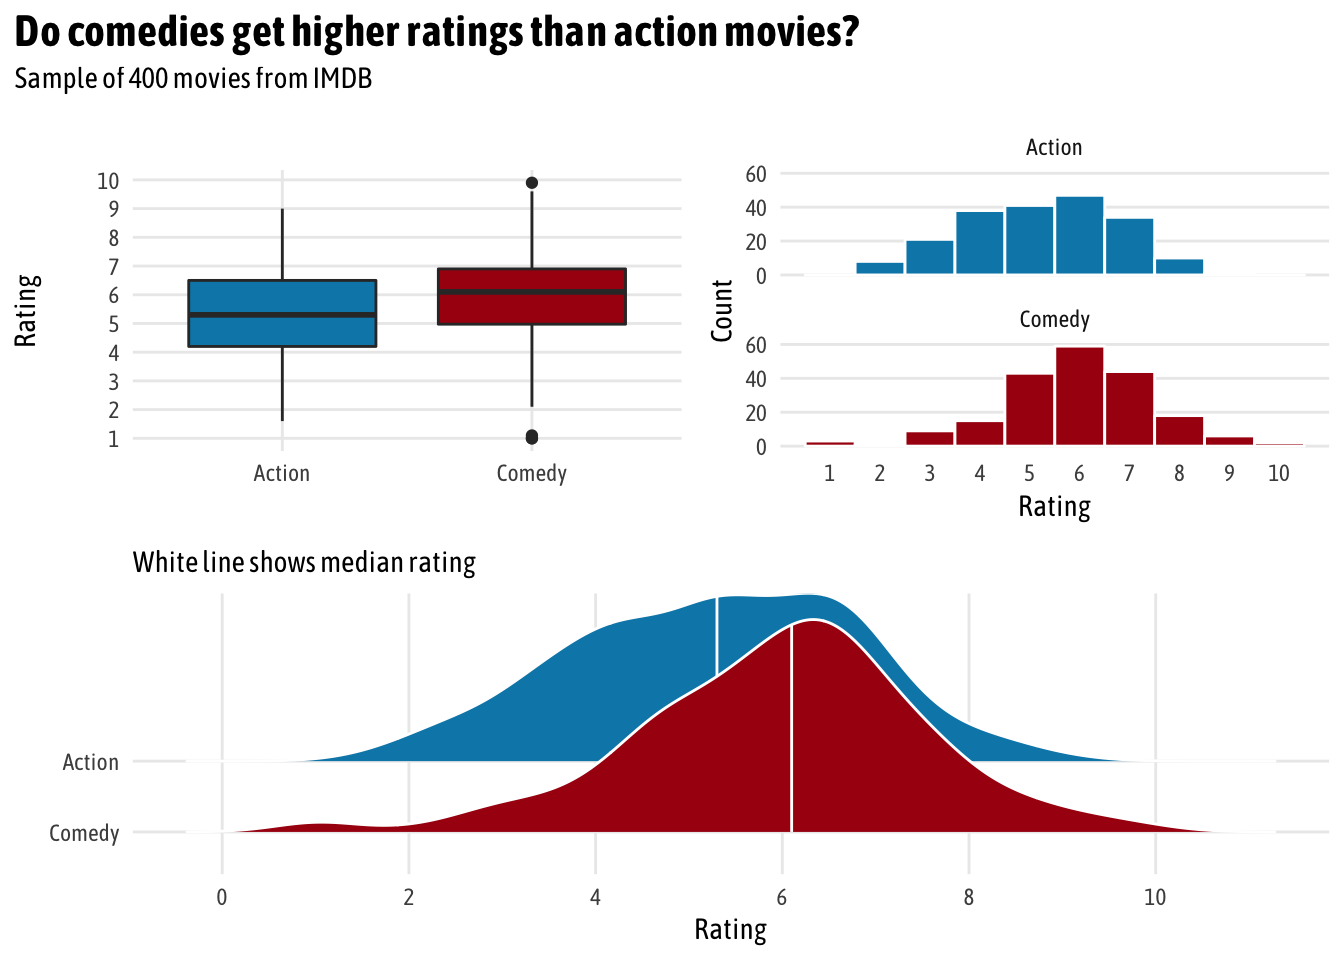 Do comedies get higher ratings than action movies?
Sample of 400 movies from IMDB
Rating
10
9
8
7
6
5
4
3
2
1
Action Comedy
Count
Action
60
40
20
0
Comedy
60
40
20
0
1 2 3 4 5 6 7 8 9 10
Rating
White line shows median rating
Action
Comedy
0 2 4 6 8 10
Rating